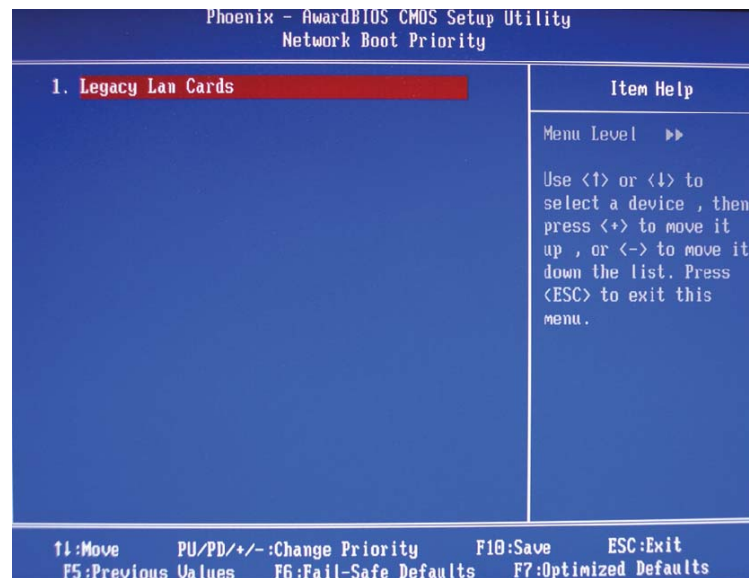 Phoenix - AwardBIOS CMOS Setup Utility
Network Boot Priority
1. Legacy Lan Cards
Item Help
Menu Level ▶▶
Use <↑> or <↓> to
select a device , then
press <+> to move it
up , or <-> to move it
down the list. Press
<ESC> to exit this
menu.
↑↓:Move PU/PD/+/-:Change Priority F10:Save ESC:Exit
F5:Previous Values F6:Fail-Safe Defaults F7:Optimized Defaults